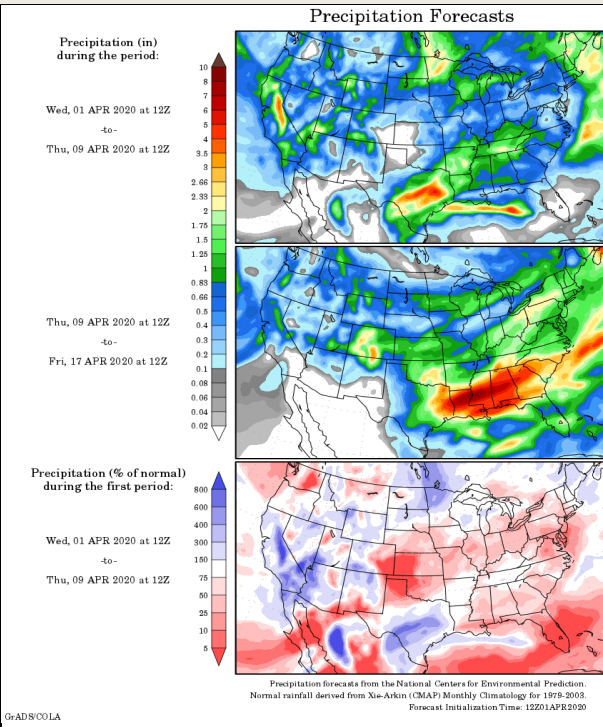 Precipitation Forecasts
Precipitation (in)
during the period:
Wed, 01 APR 2020 at 12Z
-to-
Thu, 09 APR 2020 at 12Z
10
8
7
6
5
4
3.5
3
2.66
2.33
2
1.75
1.5
1.25
1
0.83
0.66
0.5
0.4
0.3
0.2
0.1
0.08
0.06
0.04
0.02
Thu, 09 APR 2020 at 12Z
-to-
Fri, 17 APR 2020 at 12Z
Precipitation (% of normal)
during the first period:
Wed, 01 APR 2020 at 12Z
-to-
Thu, 09 APR 2020 at 12Z
800
600
400
300
150
75
50
25
10
5
Precipitation forecasts from the National Centers for Environmental Prediction.
Normal rainfall derived from Xie-Arkin (CMAP) Monthly Climatology for 1979-2003.
Forecast Initialization Time: 12Z01APR2020
GrADS/COLA